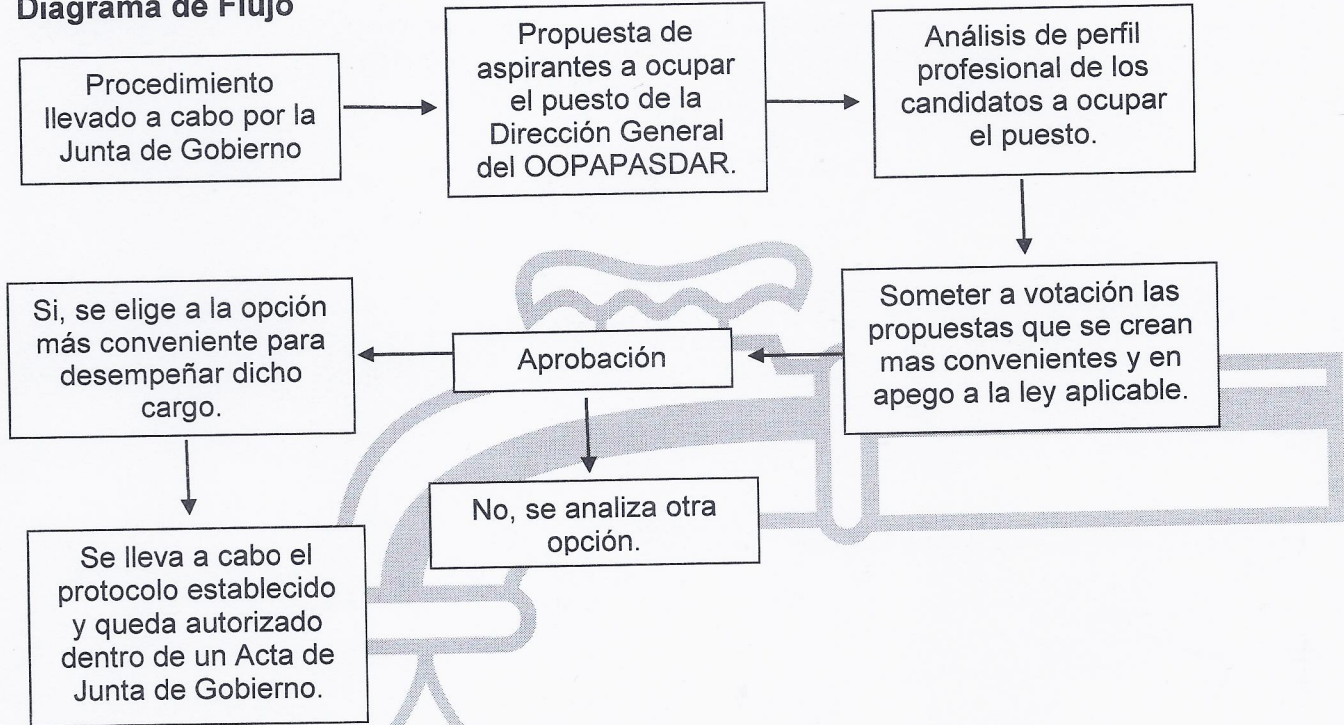 Diagrama de Flujo
Procedimiento
llevado a cabo por la
Junta de Gobierno
Propuesta de
aspirantes a ocupar
el puesto de la
Dirección General
del OOPAPASDAR.
Análisis de perfil
profesional de los
candidatos a ocupar
el puesto.
Someter a votación las
propuestas que se crean
mas convenientes y en
apego a la ley aplicable.
Aprobación
Si, se elige a la opción
más conveniente para
desempeñar dicho
cargo.
No, se analiza otra
opción.
Se lleva a cabo el
protocolo establecido
y queda autorizado
dentro de un Acta de
Junta de Gobierno.